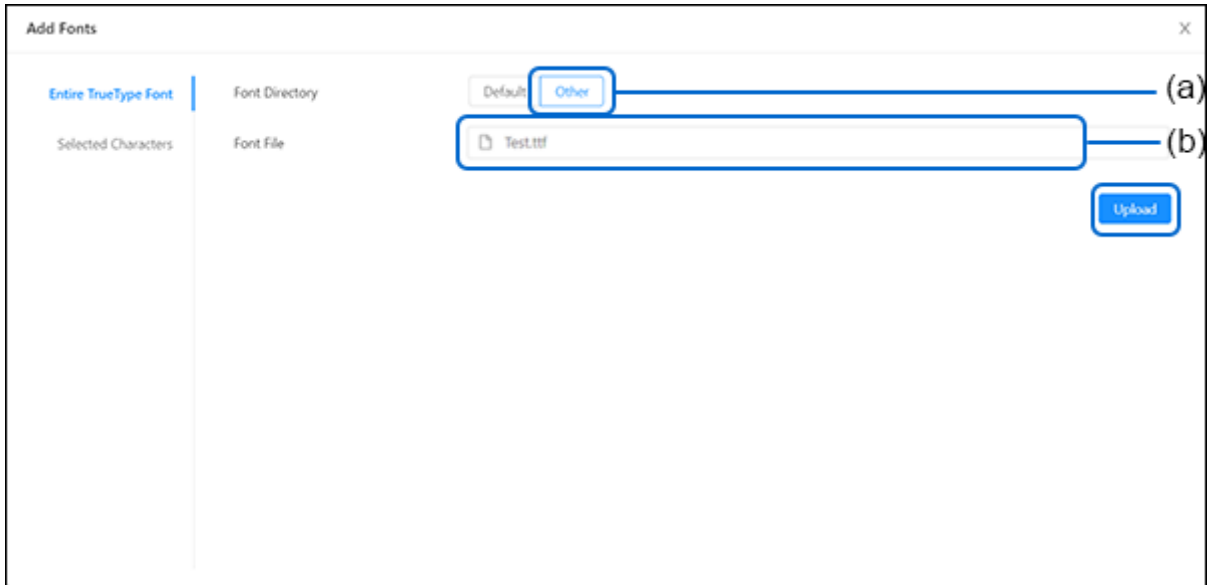 Add Fonts X
Entire TrueType Font Font Directory Default Other (a)
Selected Characters Font File Test.ttf (b)
Upload